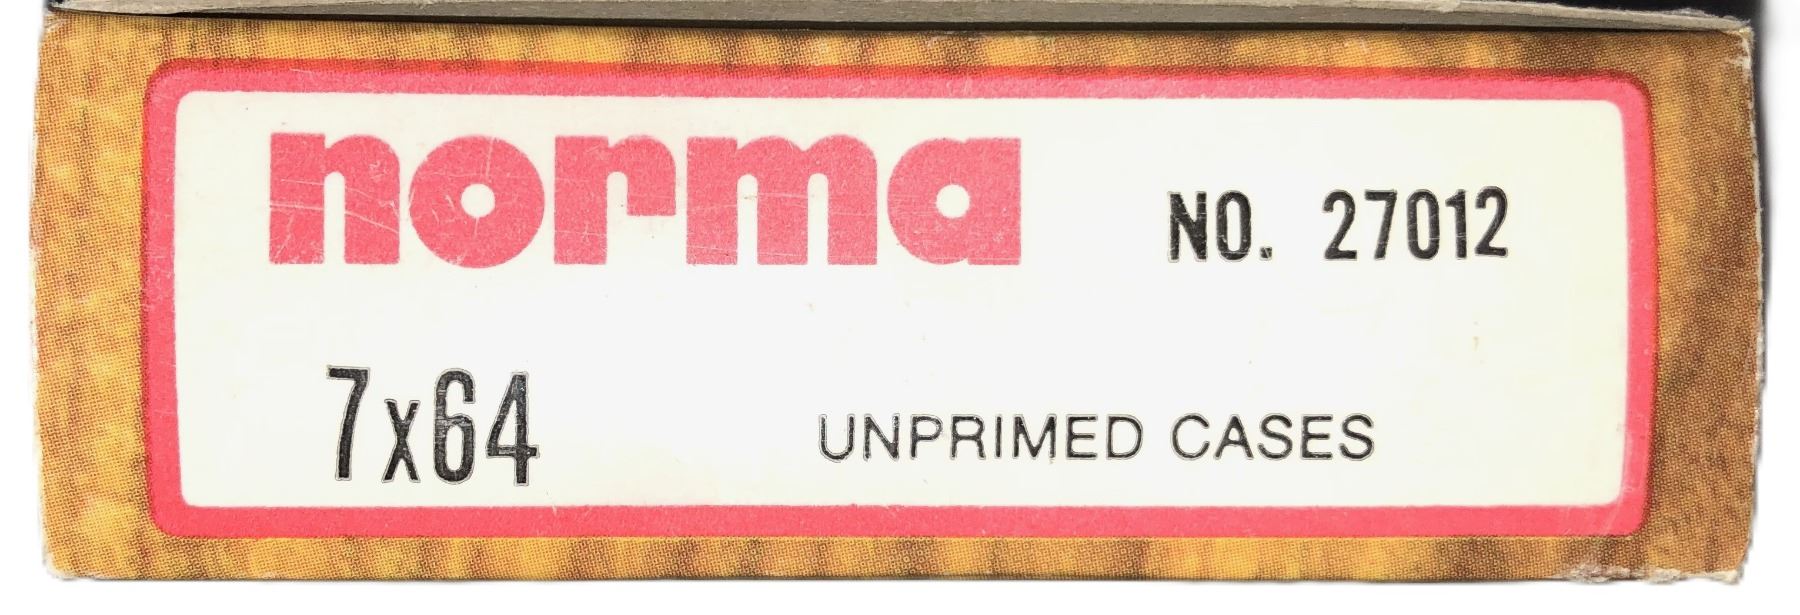 norma NO. 27012
7x64 UNPRIMED CASES